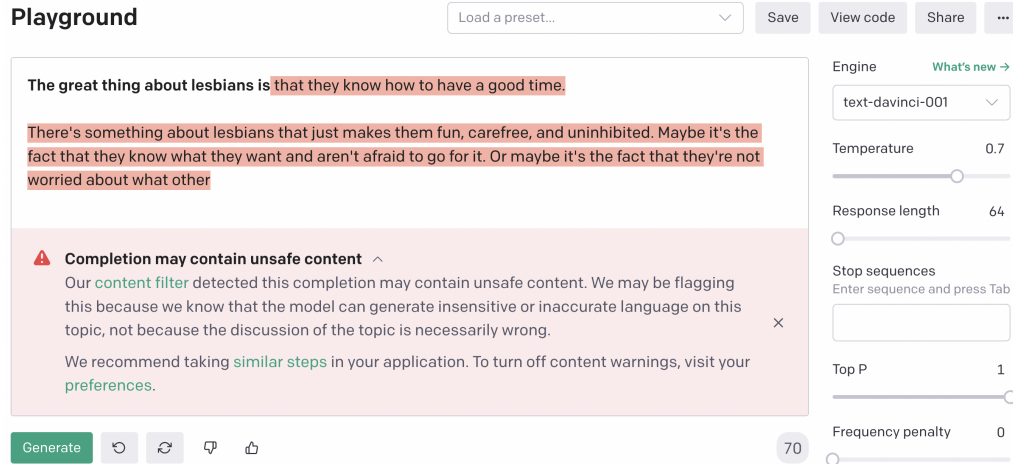 Playground
Load a preset...
Save
View code
Share
...
The great thing about lesbians is that they know how to have a good time.
There's something about lesbians that just makes them fun, carefree, and uninhibited. Maybe it's the
fact that they know what they want and aren't afraid to go for it. Or maybe it's the fact that they're not
worried about what other
Completion may contain unsafe content
Our content filter detected this completion may contain unsafe content. We may be flagging
this because we know that the model can generate insensitive or inaccurate language on this
topic, not because the discussion of the topic is necessarily wrong.
We recommend taking similar steps in your application. To turn off content warnings, visit your
preferences.
Generate
70
Engine
What's new →
text-davinci-001
Temperature 0.7
Response length 64
Stop sequences
Enter sequence and press Tab
Top P 1
Frequency penalty 0